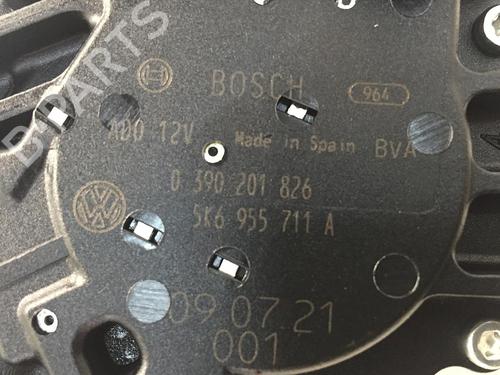 BOSCH
964
ADO 12V Made in Spain BVA
0 390 201 826
5K6 955 711 A
09.07.21
001
B-PARTS